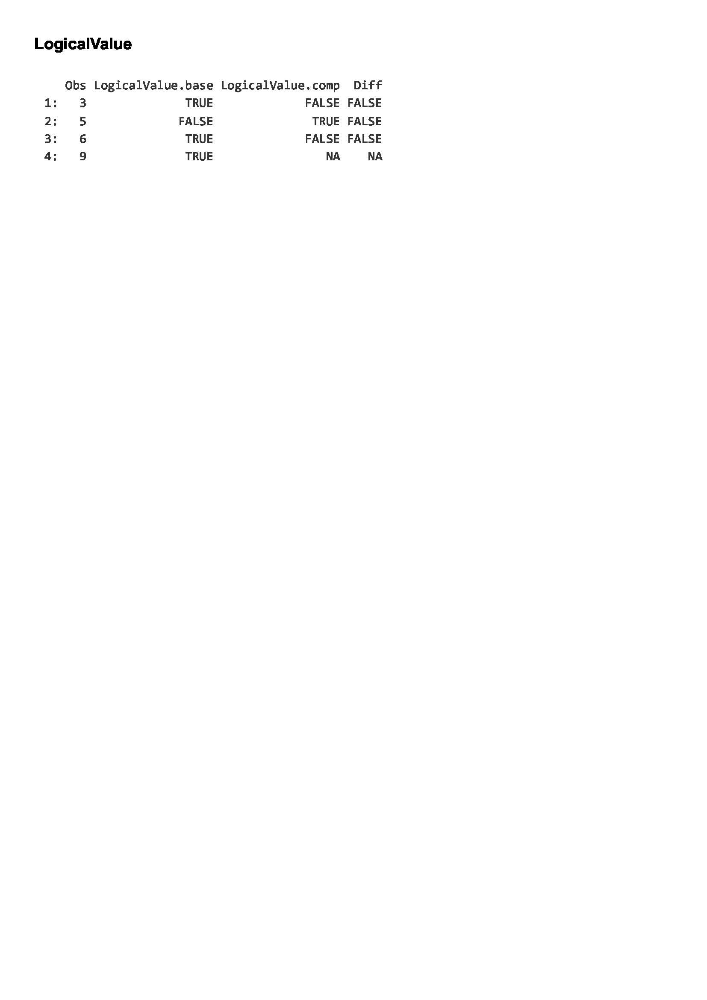 LogicalValue
Obs LogicalValue.base LogicalValue.comp Diff
1: 3 TRUE FALSE FALSE
2: 5 FALSE TRUE FALSE
3: 6 TRUE FALSE FALSE
4: 9 TRUE NA NA